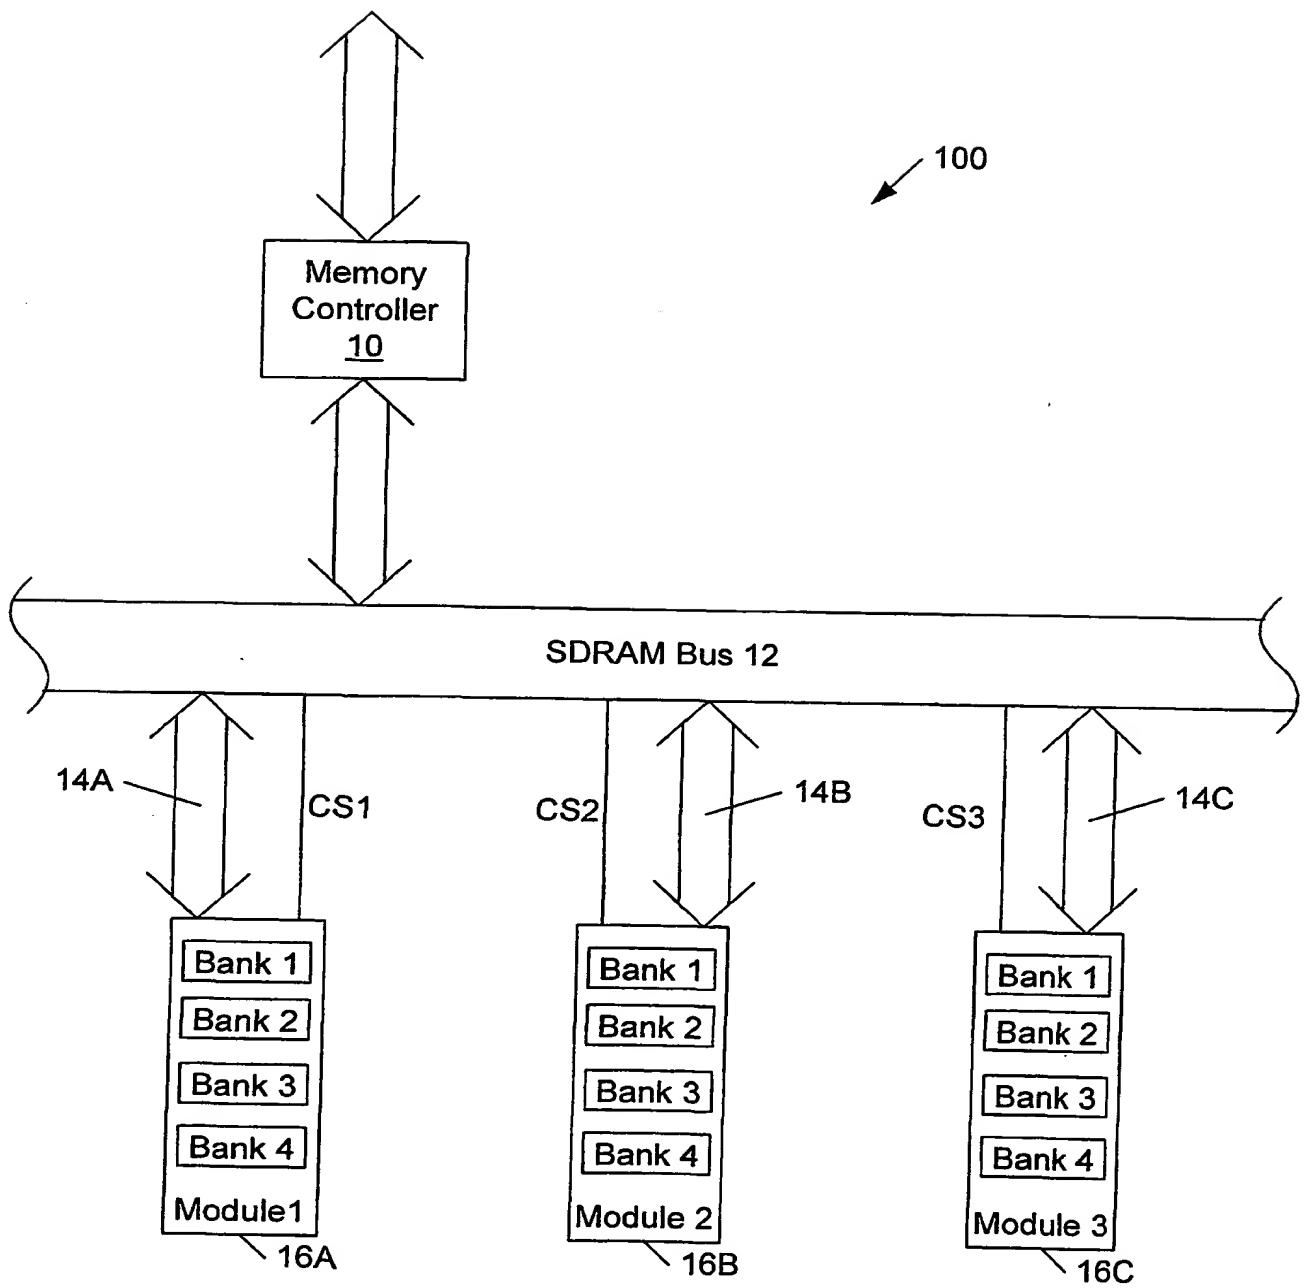 100
Memory
Controller
10
SDRAM Bus 12
14A
CS1
CS2
14B
CS3
14C
Bank 1
Bank 2
Bank 3
Bank 4
Module1
16A
Bank 1
Bank 2
Bank 3
Bank 4
Module 2
16B
Bank 1
Bank 2
Bank 3
Bank 4
Module 3
16C